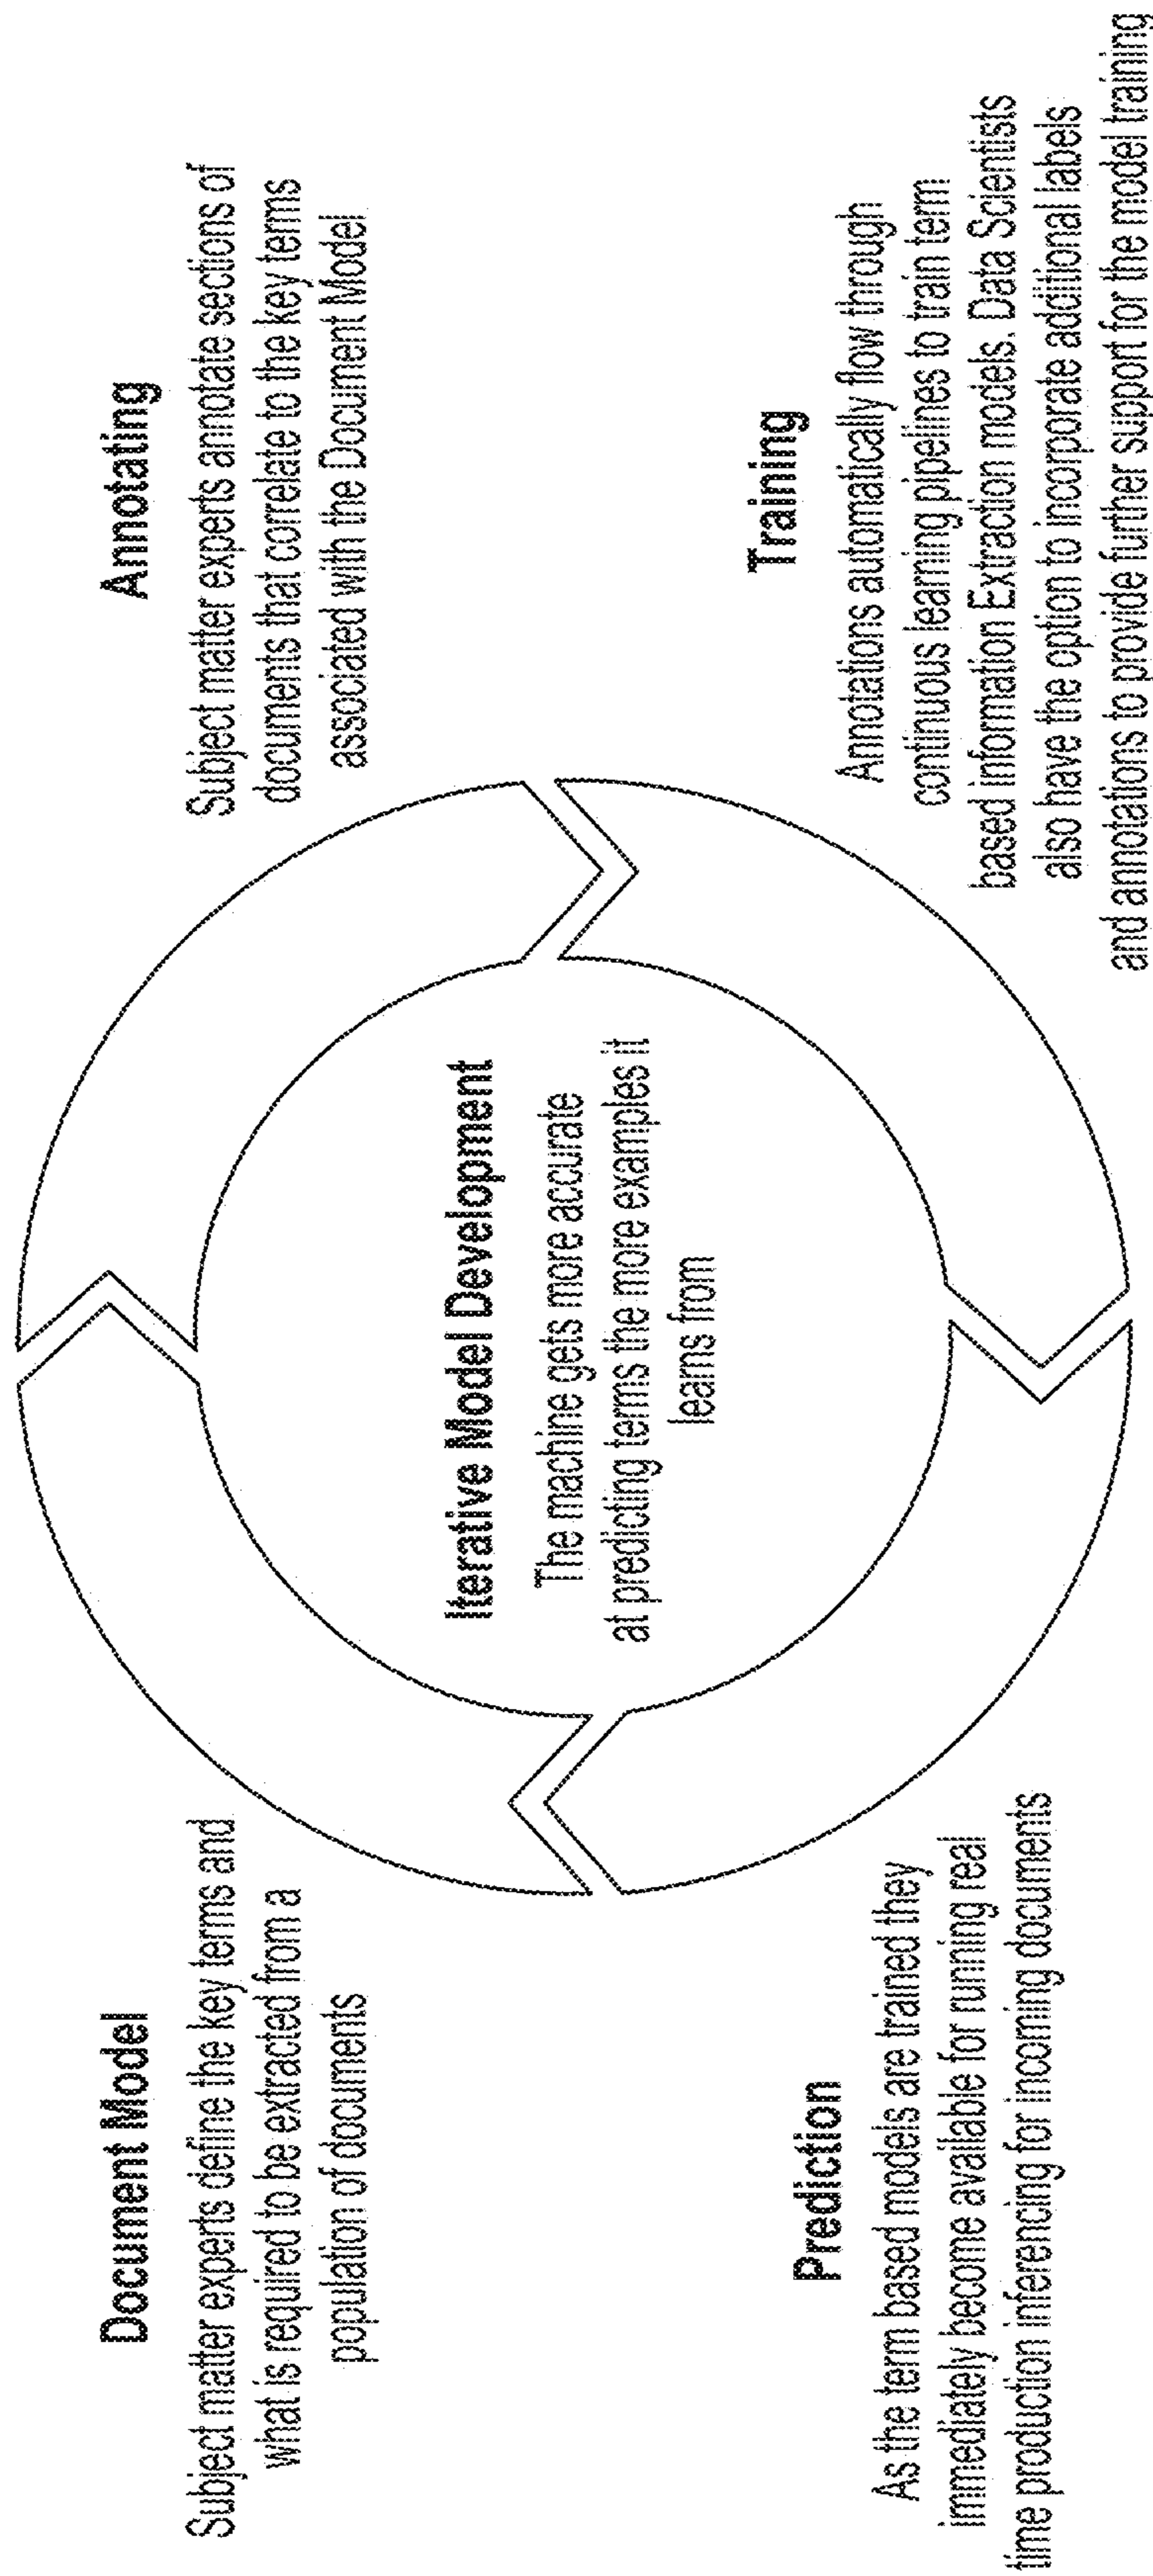 Document Model
Subject matter experts define the key terms and
what is required to be extracted from a
population of documents
Annotating
Subject matter experts annotate sections of
documents that correlate to the key terms
associated with the Document Model
Iterative Model Development
The machine gets more accurate
at predicting terms the more examples it
learns from
Prediction
As the term based models are trained they
immediately become available for running real
time production inferencing for incoming documents
Training
Annotations automatically flow through
continuous learning pipelines to train term
based information Extraction models. Data Scientists
also have the option to incorporate additional labels
and annotations to provide further support for the model training